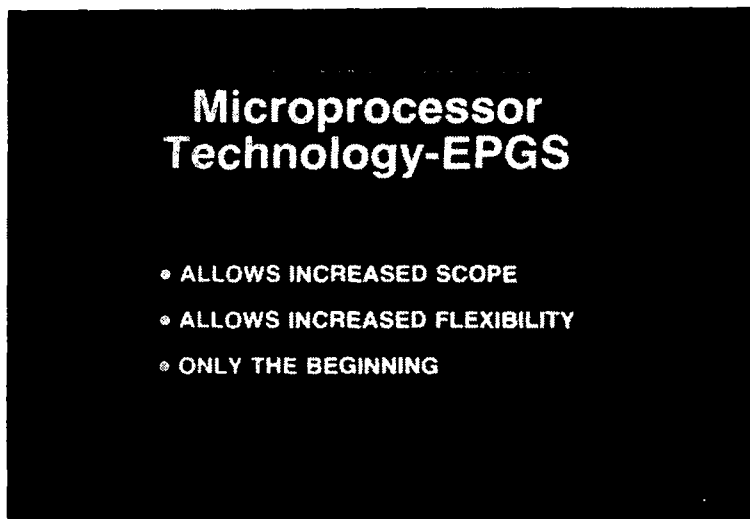 Microprocessor
Technology-EPGS
• ALLOWS INCREASED SCOPE
• ALLOWS INCREASED FLEXIBILITY
• ONLY THE BEGINNING